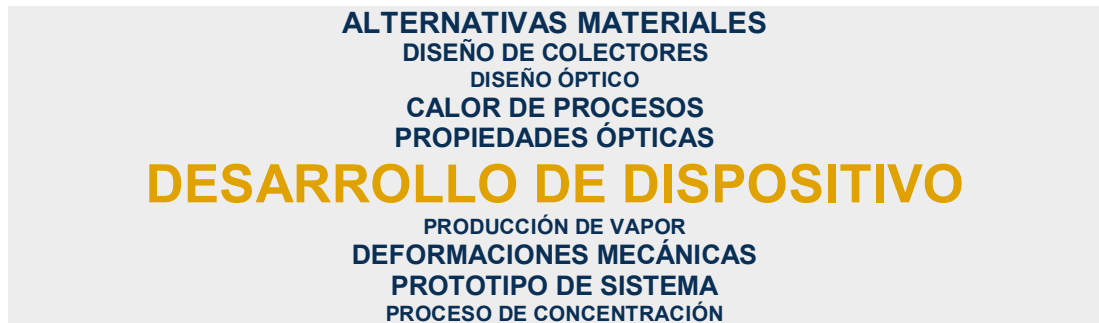 ALTERNATIVAS MATERIALES
DISEÑO DE COLECTORES
DISEÑO ÓPTICO
CALOR DE PROCESOS
PROPIEDADES ÓPTICAS
DESARROLLO DE DISPOSITIVO
PRODUCCIÓN DE VAPOR
DEFORMACIONES MECÁNICAS
PROTOTIPO DE SISTEMA
PROCESO DE CONCENTRACIÓN